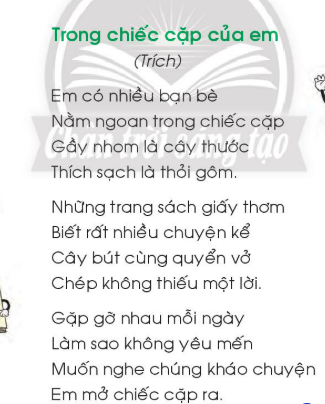 Trong chiếc cặp của em
(Trích)
Em có nhiều bạn bè
Nằm ngoan trong chiếc cặp
Gầy nhom là cây thước
Thích sạch là thỏi gôm.
Những trang sách giấy thơm
Biết rất nhiều chuyện kể
Cây bút cùng quyển vở
Chép không thiếu một lời.
Gặp gỡ nhau mỗi ngày
Làm sao không yêu mến
Muốn nghe chúng kháo chuyện
Em mở chiếc cặp ra.
Chân trời sáng tạo